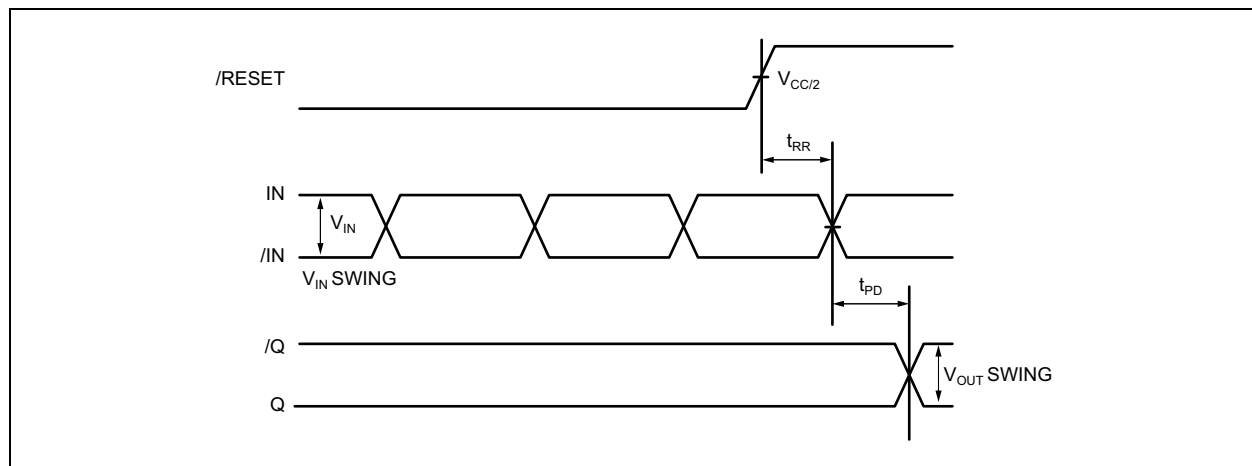 /RESET
VCC/2
tRR
IN
VIN
/IN
VIN SWING
tPD
/Q
VOUT SWING
Q